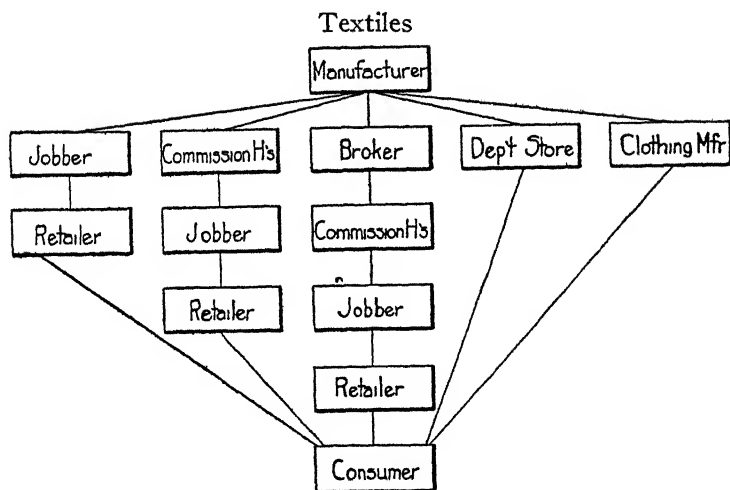 Textiles
Manufacturer
Jobber
Commission H's
Broker
Dep't Store
Clothing Mfr
Retailer
Jobber
Commission H's
Retailer
Jobber
Retailer
Consumer